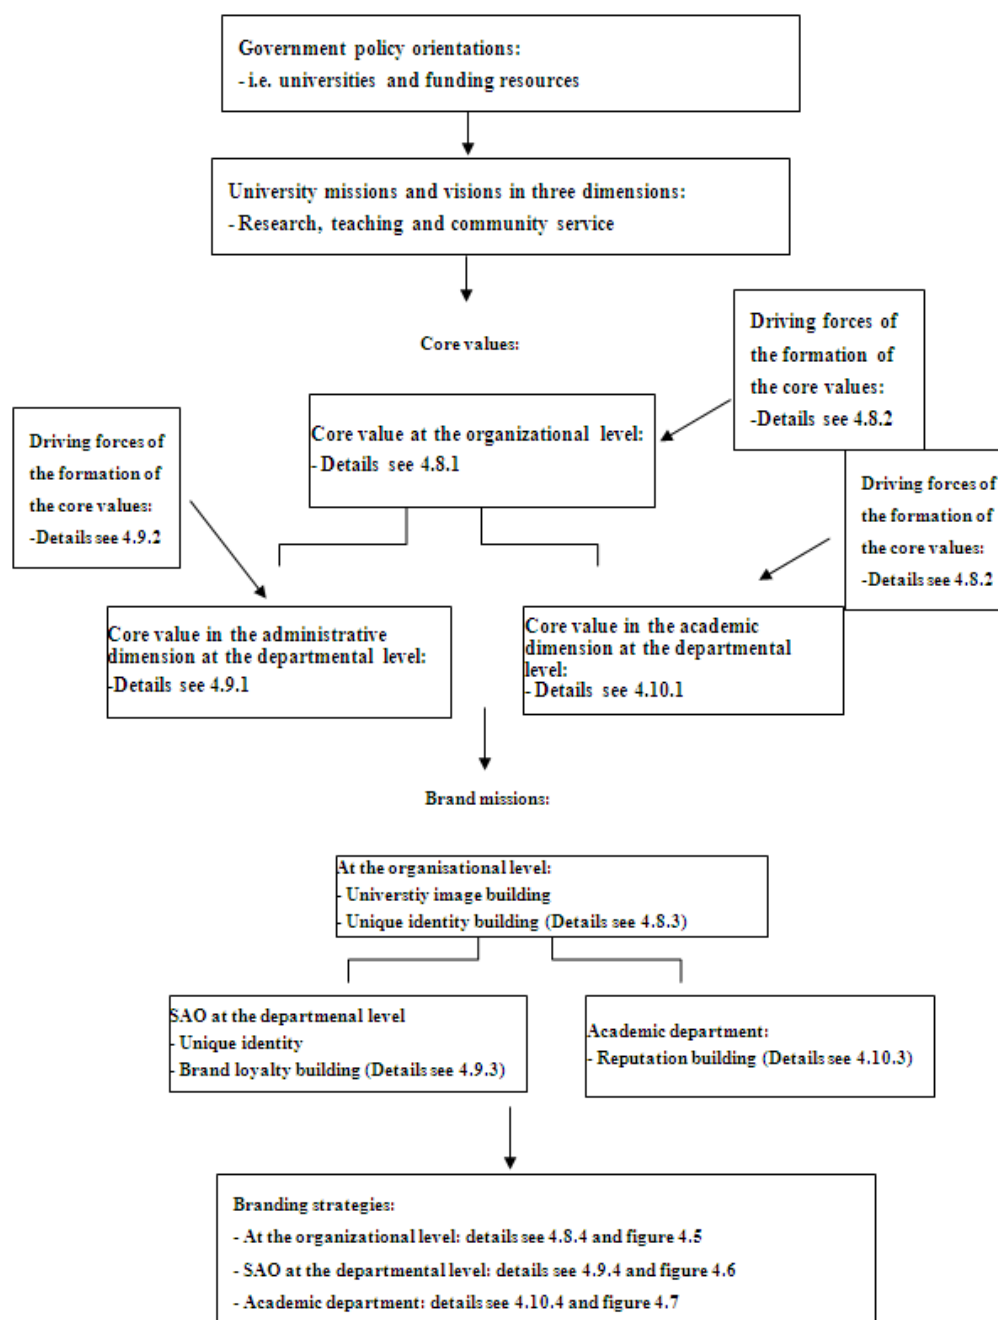 Government policy orientations:
- i.e. universities and funding resources
University missions and visions in three dimensions:
- Research, teaching and community service
Core values:
Driving forces of
the formation of
the core values:
-Details see 4.8.2
Core value at the organizational level:
- Details see 4.8.1
Driving forces of
the formation of
the core values:
-Details see 4.9.2
Driving forces of
the formation of
the core values:
-Details see 4.8.2
Core value in the administrative
dimension at the departmental level:
-Details see 4.9.1
Core value in the academic
dimension at the departmental
level:
- Details see 4.10.1
Brand missions:
At the organisational level:
- Universtiy image building
- Unique identity building (Details see 4.8.3)
SAO at the departmenal level
- Unique identity
- Brand loyalty building (Details see 4.9.3)
Academic department:
- Reputation building (Details see 4.10.3)
Branding strategies:
- At the organizational level: details see 4.8.4 and figure 4.5
- SAO at the departmental level: details see 4.9.4 and figure 4.6
- Academic department: details see 4.10.4 and figure 4.7